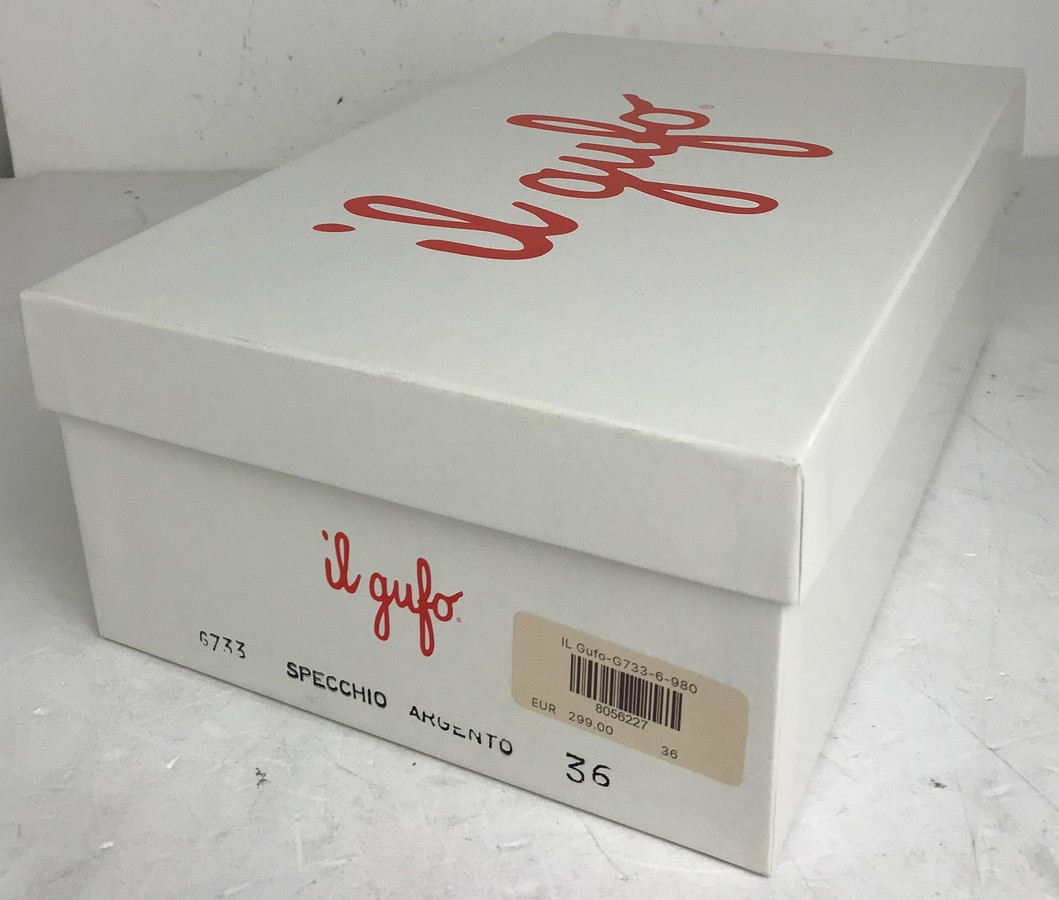 il gufo®
il gufo®
G733 SPECCHIO ARGENTO 36
IL Gufo-G733-6-980
8056227
EUR 299.00
36